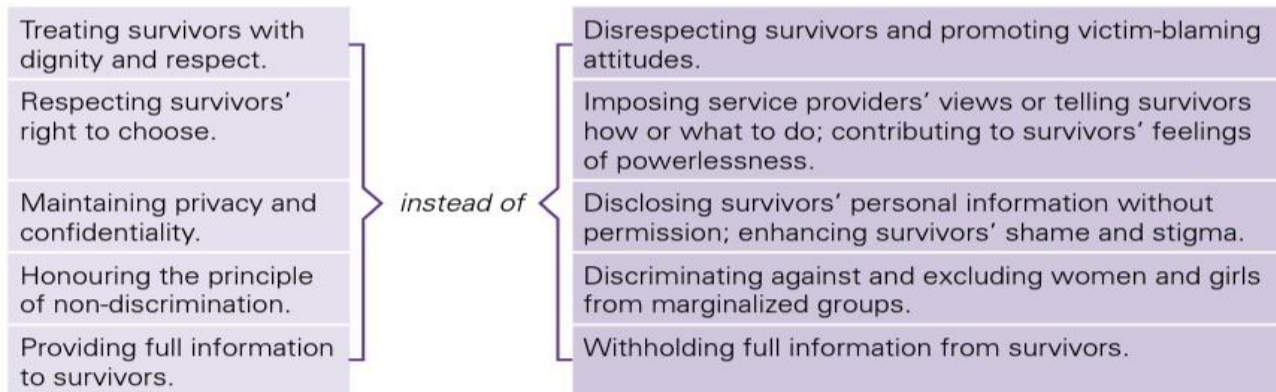 Treating survivors with
dignity and respect.
Respecting survivors’
right to choose.
Maintaining privacy and
confidentiality.
Honouring the principle
of non-discrimination.
Providing full information
to survivors.
instead of
Disrespecting survivors and promoting victim-blaming
attitudes.
Imposing service providers’ views or telling survivors
how or what to do; contributing to survivors’ feelings
of powerlessness.
Disclosing survivors’ personal information without
permission; enhancing survivors’ shame and stigma.
Discriminating against and excluding women and girls
from marginalized groups.
Withholding full information from survivors.